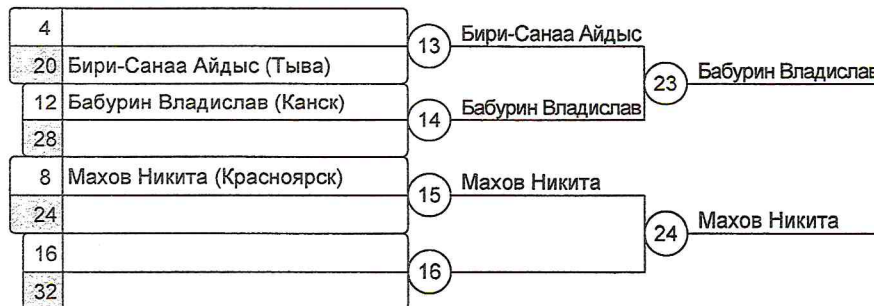 4
20 Бири-Санаа Айдыс (Тыва)
12 Бабурин Владислав (Канск)
28
8 Махов Никита (Красноярск)
24
16
32
13 Бири-Санаа Айдыс
14 Бабурин Владислав
15 Махов Никита
16
23 Бабурин Владислав
24 Махов Никита